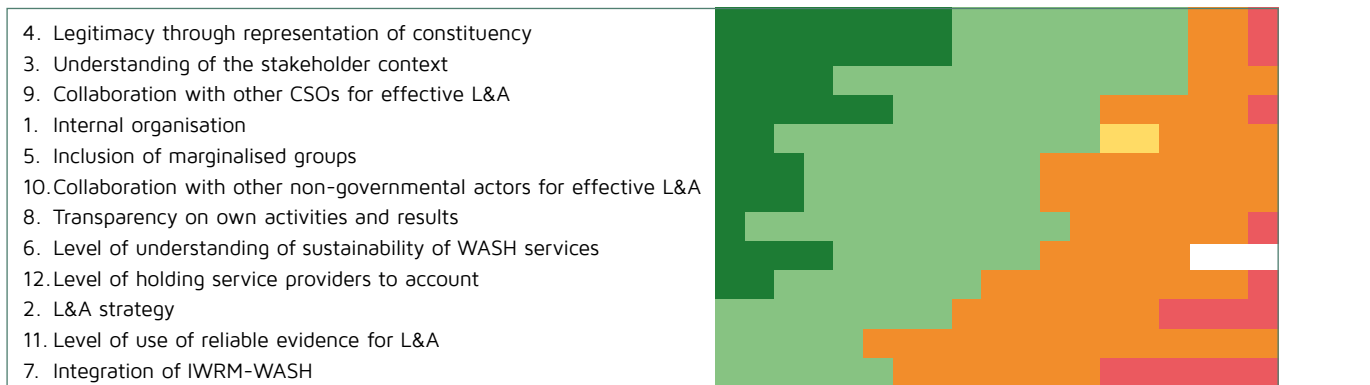 4. Legitimacy through representation of constituency
3. Understanding of the stakeholder context
9. Collaboration with other CSOs for effective L&A
1. Internal organisation
5. Inclusion of marginalised groups
10. Collaboration with other non-governmental actors for effective L&A
8. Transparency on own activities and results
6. Level of understanding of sustainability of WASH services
12. Level of holding service providers to account
2. L&A strategy
11. Level of use of reliable evidence for L&A
7. Integration of IWRM-WASH